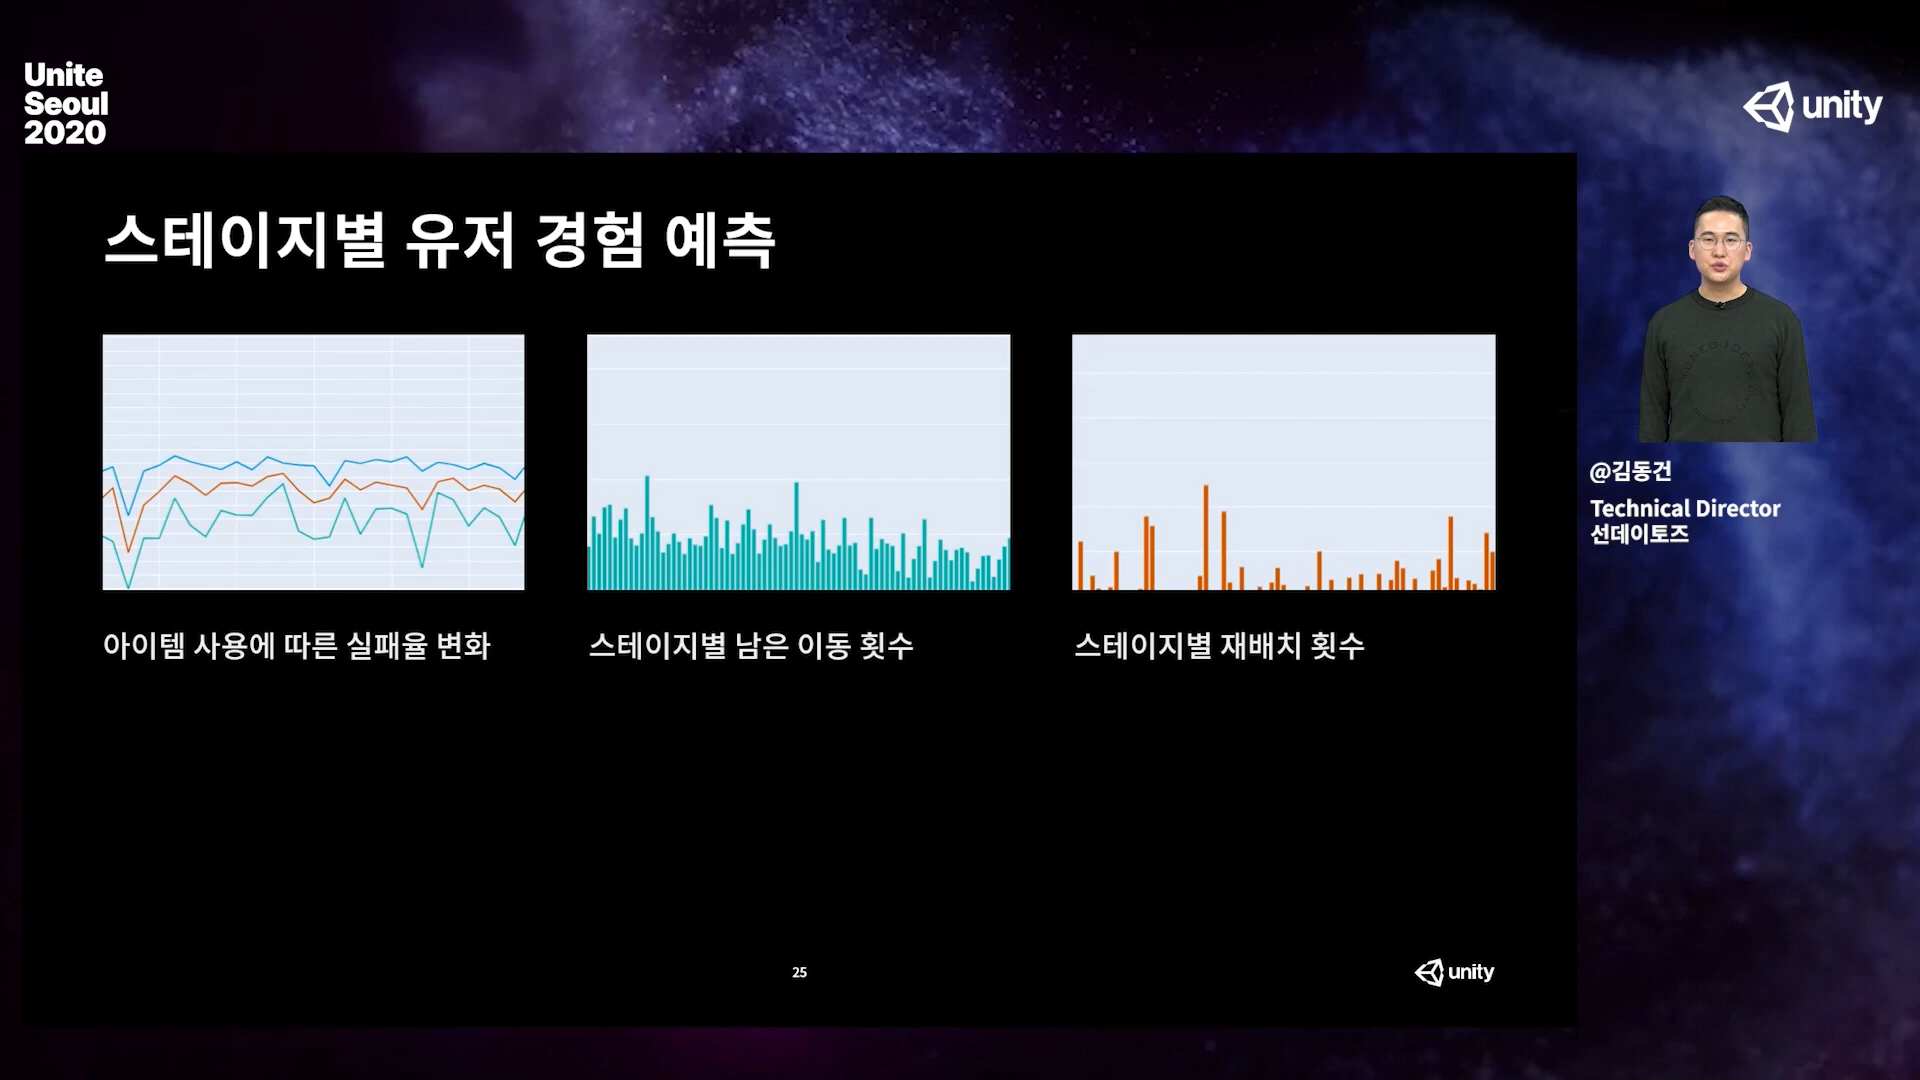 Unite
Seoul
2020
unity
스테이지별 유저 경험 예측
아이템 사용에 따른 실패율 변화
스테이지별 남은 이동 횟수
스테이지별 재배치 횟수
@김동건
Technical Director
선데이토즈
25
unity